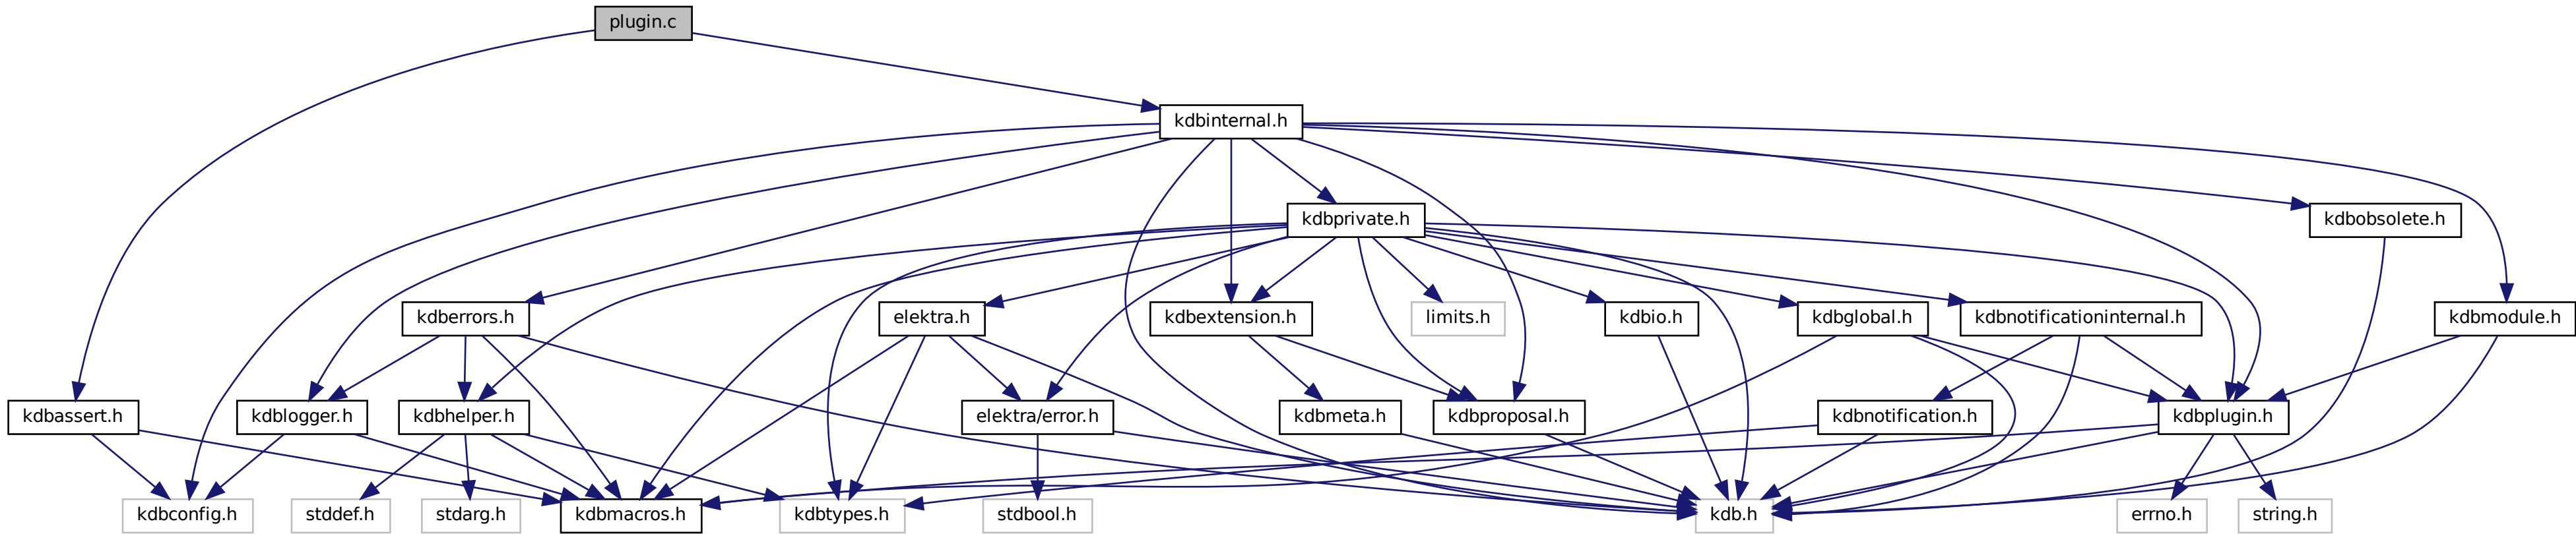 plugin.c
kdbinternal.h
kdbprivate.h
kdbobsolete.h
kdberrors.h
elektra.h
kdbextension.h
limits.h
kdbio.h
kdbglobal.h
kdbnotificationinternal.h
kdbmodule.h
kdbassert.h
kdblogger.h
kdbhelper.h
elektra/error.h
kdbmeta.h
kdbproposal.h
kdbnotification.h
kdbplugin.h
kdbconfig.h
stddef.h
stdarg.h
kdbmacros.h
kdbtypes.h
stdbool.h
kdb.h
errno.h
string.h